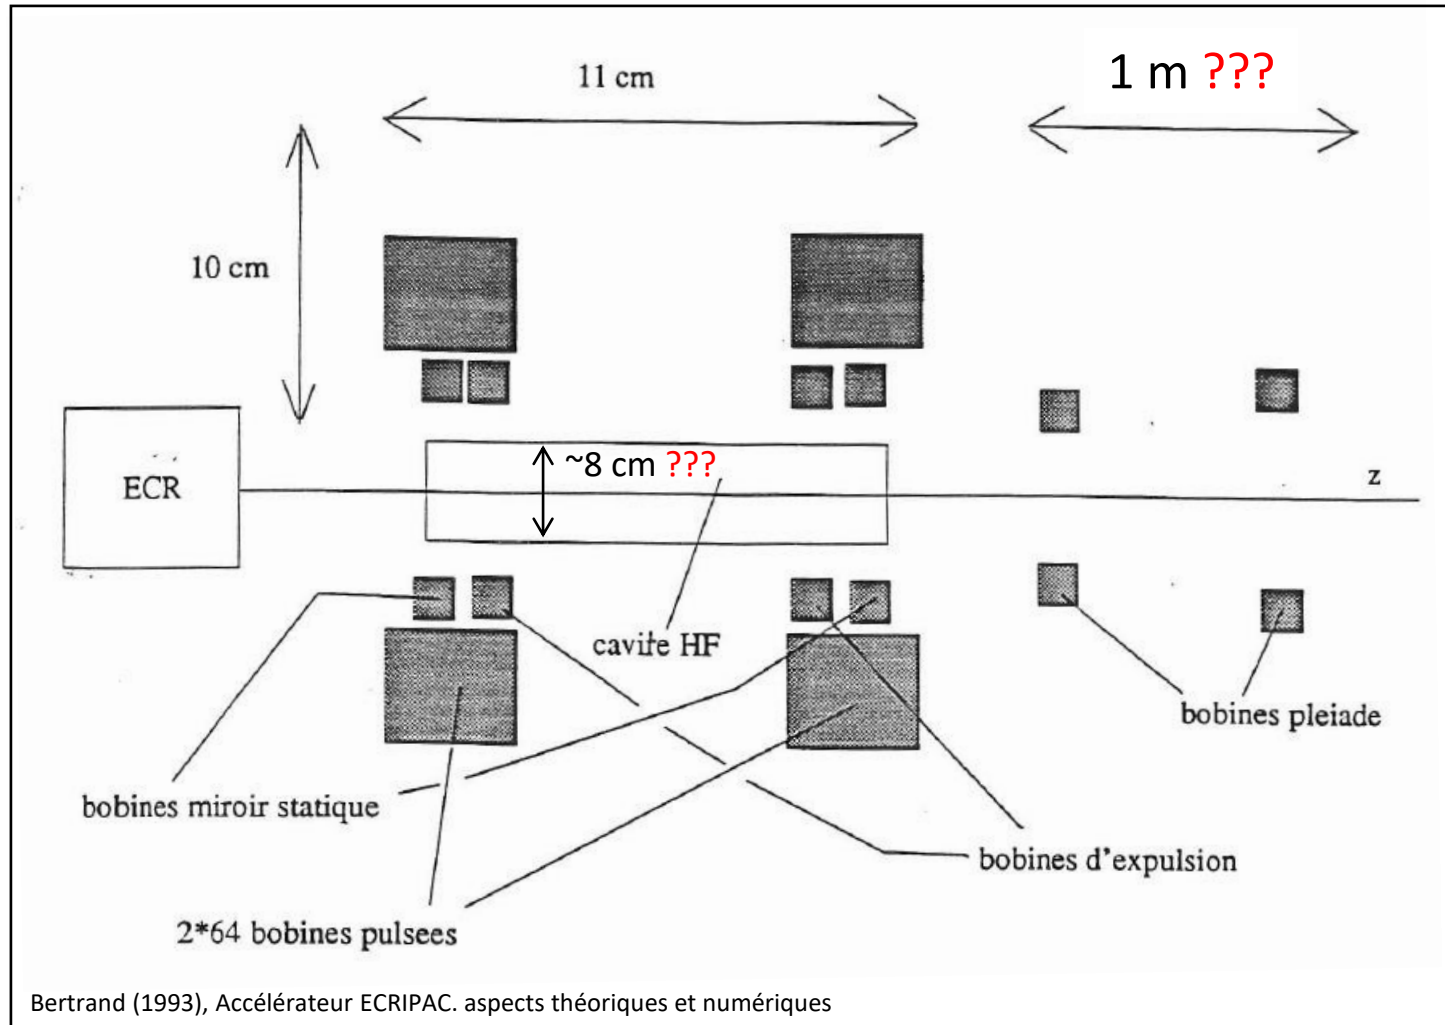 11 cm
1 m ???
10 cm
ECR
~8 cm ???
z
cavite HF
bobines pleiade
bobines miroir statique
bobines d'expulsion
2*64 bobines pulsees
Bertrand (1993), Accélérateur ECRIPAC. aspects théoriques et numériques